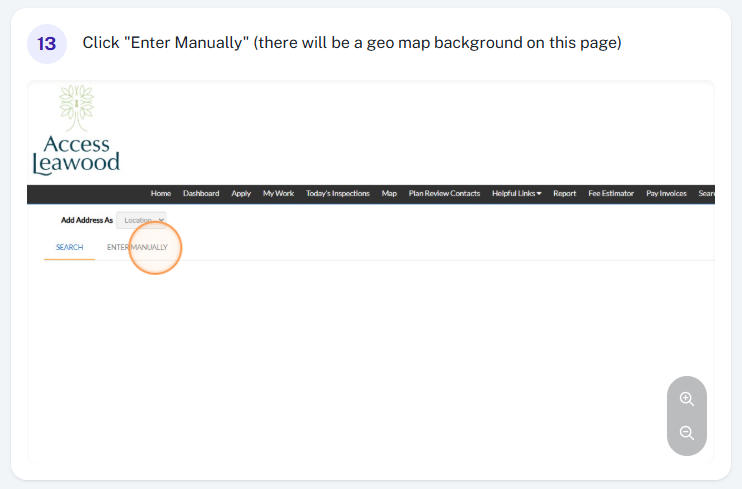 13 Click "Enter Manually" (there will be a geo map background on this page)
Access
Leawood
Home Dashboard Apply My Work Today's Inspections Map Plan Review Contacts Helpful Links Report Fee Estimator Pay Invoices
Add Address As Location
SEARCH ENTER MANUALLY